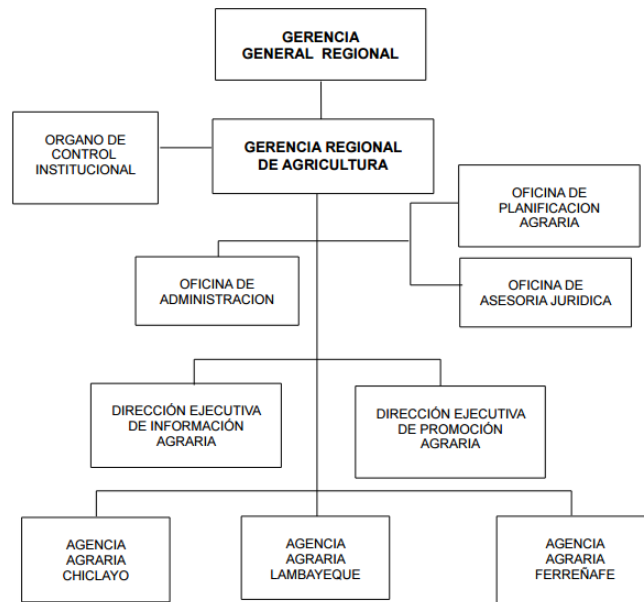 GERENCIA
GENERAL REGIONAL
ORGANO DE
CONTROL
INSTITUCIONAL
GERENCIA REGIONAL
DE AGRICULTURA
OFICINA DE
PLANIFICACION
AGRARIA
OFICINA DE
ADMINISTRACION
OFICINA DE
ASESORIA JURIDICA
DIRECCIÓN EJECUTIVA
DE INFORMACIÓN
AGRARIA
DIRECCIÓN EJECUTIVA
DE PROMOCIÓN
AGRARIA
AGENCIA
AGRARIA
CHICLAYO
AGENCIA
AGRARIA
LAMBAYEQUE
AGENCIA
AGRARIA
FERREÑAFE